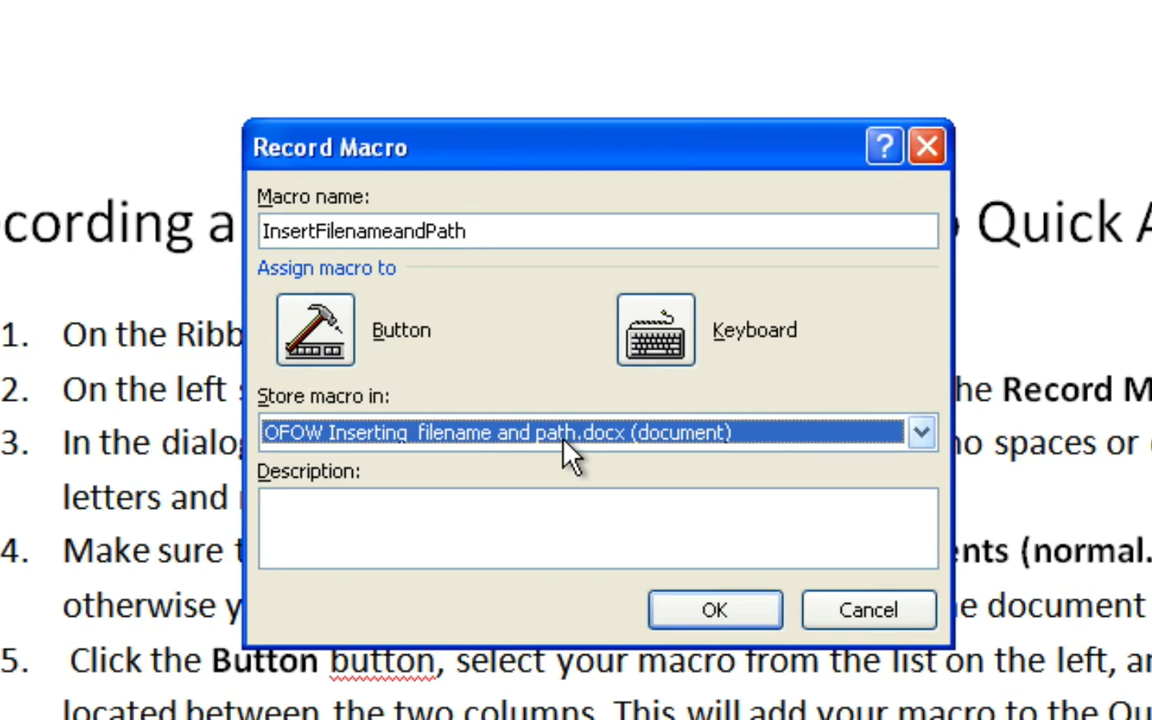 Record Macro
Macro name:
cording a
InsertFilenameandPath
Quick A
Assign macro to
Button
Keyboard
1. On the Ribb
Store macro in:
2. On the left
he Record M
OFOW Inserting filename and path.docx (document)
3. In the dialog
no spaces or
Description:
letters and
4. Make sure t
ents (normal.
OK
Cancel
otherwise y
e document
5. Click the Button button, select your macro from the list on the left, an
located between the two columns. This will add your macro to the Qu